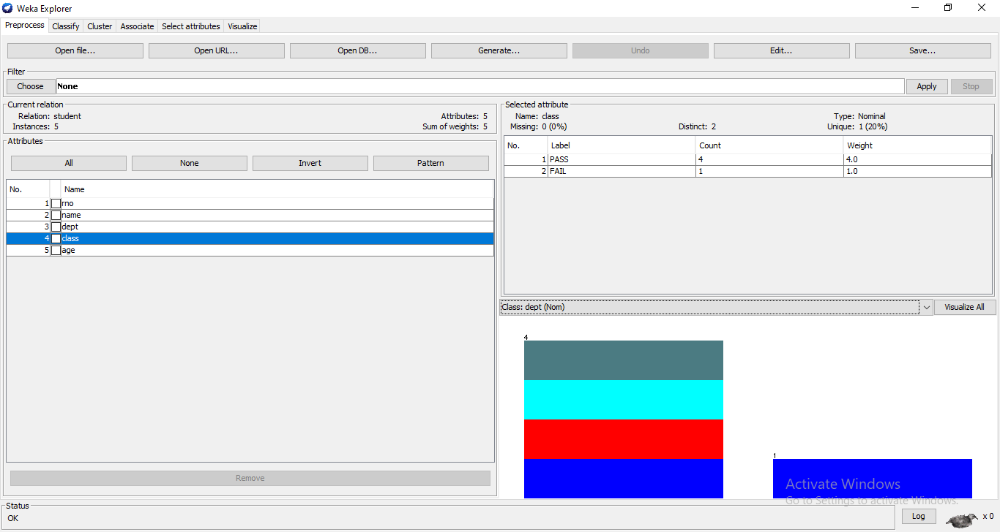 Weka Explorer
Preprocess Classify Cluster Associate Select attributes Visualize
Open file... Open URL... Open DB... Generate... Undo Edit... Save...
Filter
Choose None Apply Stop
Current relation
Relation: student Attributes: 5
Instances: 5 Sum of weights: 5
Attributes
All None Invert Pattern
No. Name
1 rno
2 name
3 dept
4 class
5 age
Remove
Selected attribute
Name: class Type: Nominal
Missing: 0 (0%) Distinct: 2 Unique: 1 (20%)
No. Label Count Weight
1 PASS 4 4.0
2 FAIL 1 1.0
Class: dept (Nom) Visualize All
4
1
Activate Windows
Go to Settings to activate Windows.
Status
OK Log x 0